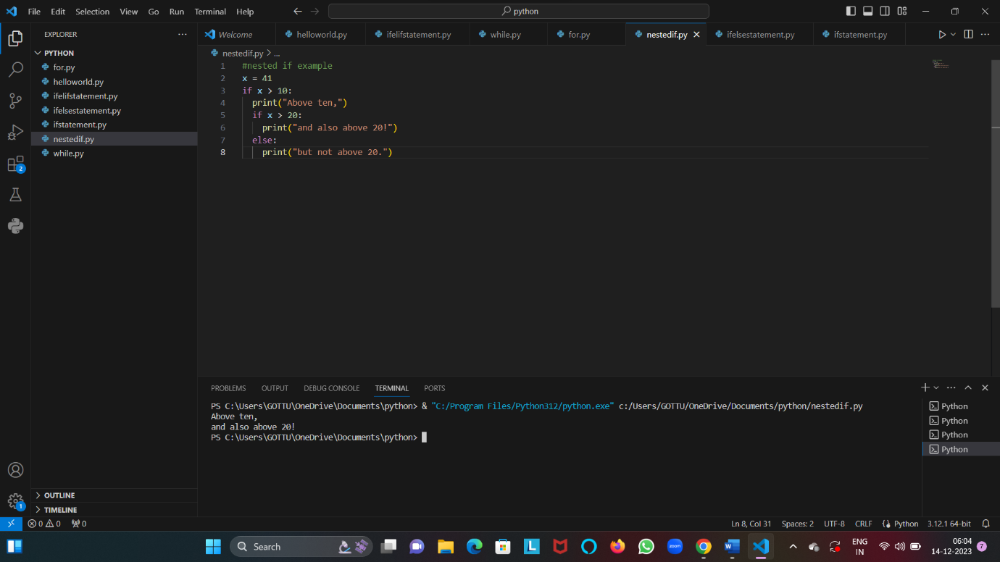 File Edit Selection View Go Run Terminal Help
python
EXPLORER
PYTHON
for.py
helloworld.py
ifelifstatement.py
ifelsestatement.py
ifstatement.py
nestedif.py
while.py
2
OUTLINE
TIMELINE
1
Welcome helloworld.py ifelifstatement.py while.py for.py nestedif.py ifelsestatement.py ifstatement.py
nestedif.py > ...
1 #nested if example
2 x = 41
3 if x > 10:
4 print("Above ten,")
5 if x > 20:
6 print("and also above 20!")
7 else:
8 print("but not above 20.")
PROBLEMS OUTPUT DEBUG CONSOLE TERMINAL PORTS
PS C:\Users\GOTTU\OneDrive\Documents\python> & "C:/Program Files/Python312/python.exe" c:/Users/GOTTU/OneDrive/Documents/python/nestedif.py
Above ten,
and also above 20!
PS C:\Users\GOTTU\OneDrive\Documents\python>
Python
Python
Python
Python
0 0 0 Ln 8, Col 31 Spaces: 2 UTF-8 CRLF Python 3.12.1 64-bit
Search L zoom W
ENG
IN
06:04
14-12-2023
7